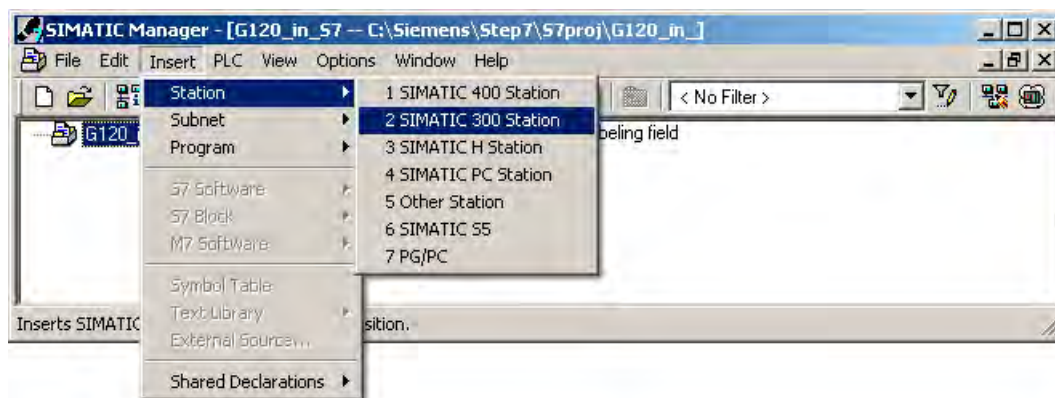 SIMATIC Manager - [G120_in_S7 -- C:\Siemens\Step7\S7proj\G120_in_]
File Edit Insert PLC View Options Window Help
< No Filter >
G120_i
beling field
Station
Subnet
Program
S7 Software
S7 Block
M7 Software
Symbol Table
Text Library
External Source...
Shared Declarations
1 SIMATIC 400 Station
2 SIMATIC 300 Station
3 SIMATIC H Station
4 SIMATIC PC Station
5 Other Station
6 SIMATIC S5
7 PG/PC
Inserts SIMATIC sition.